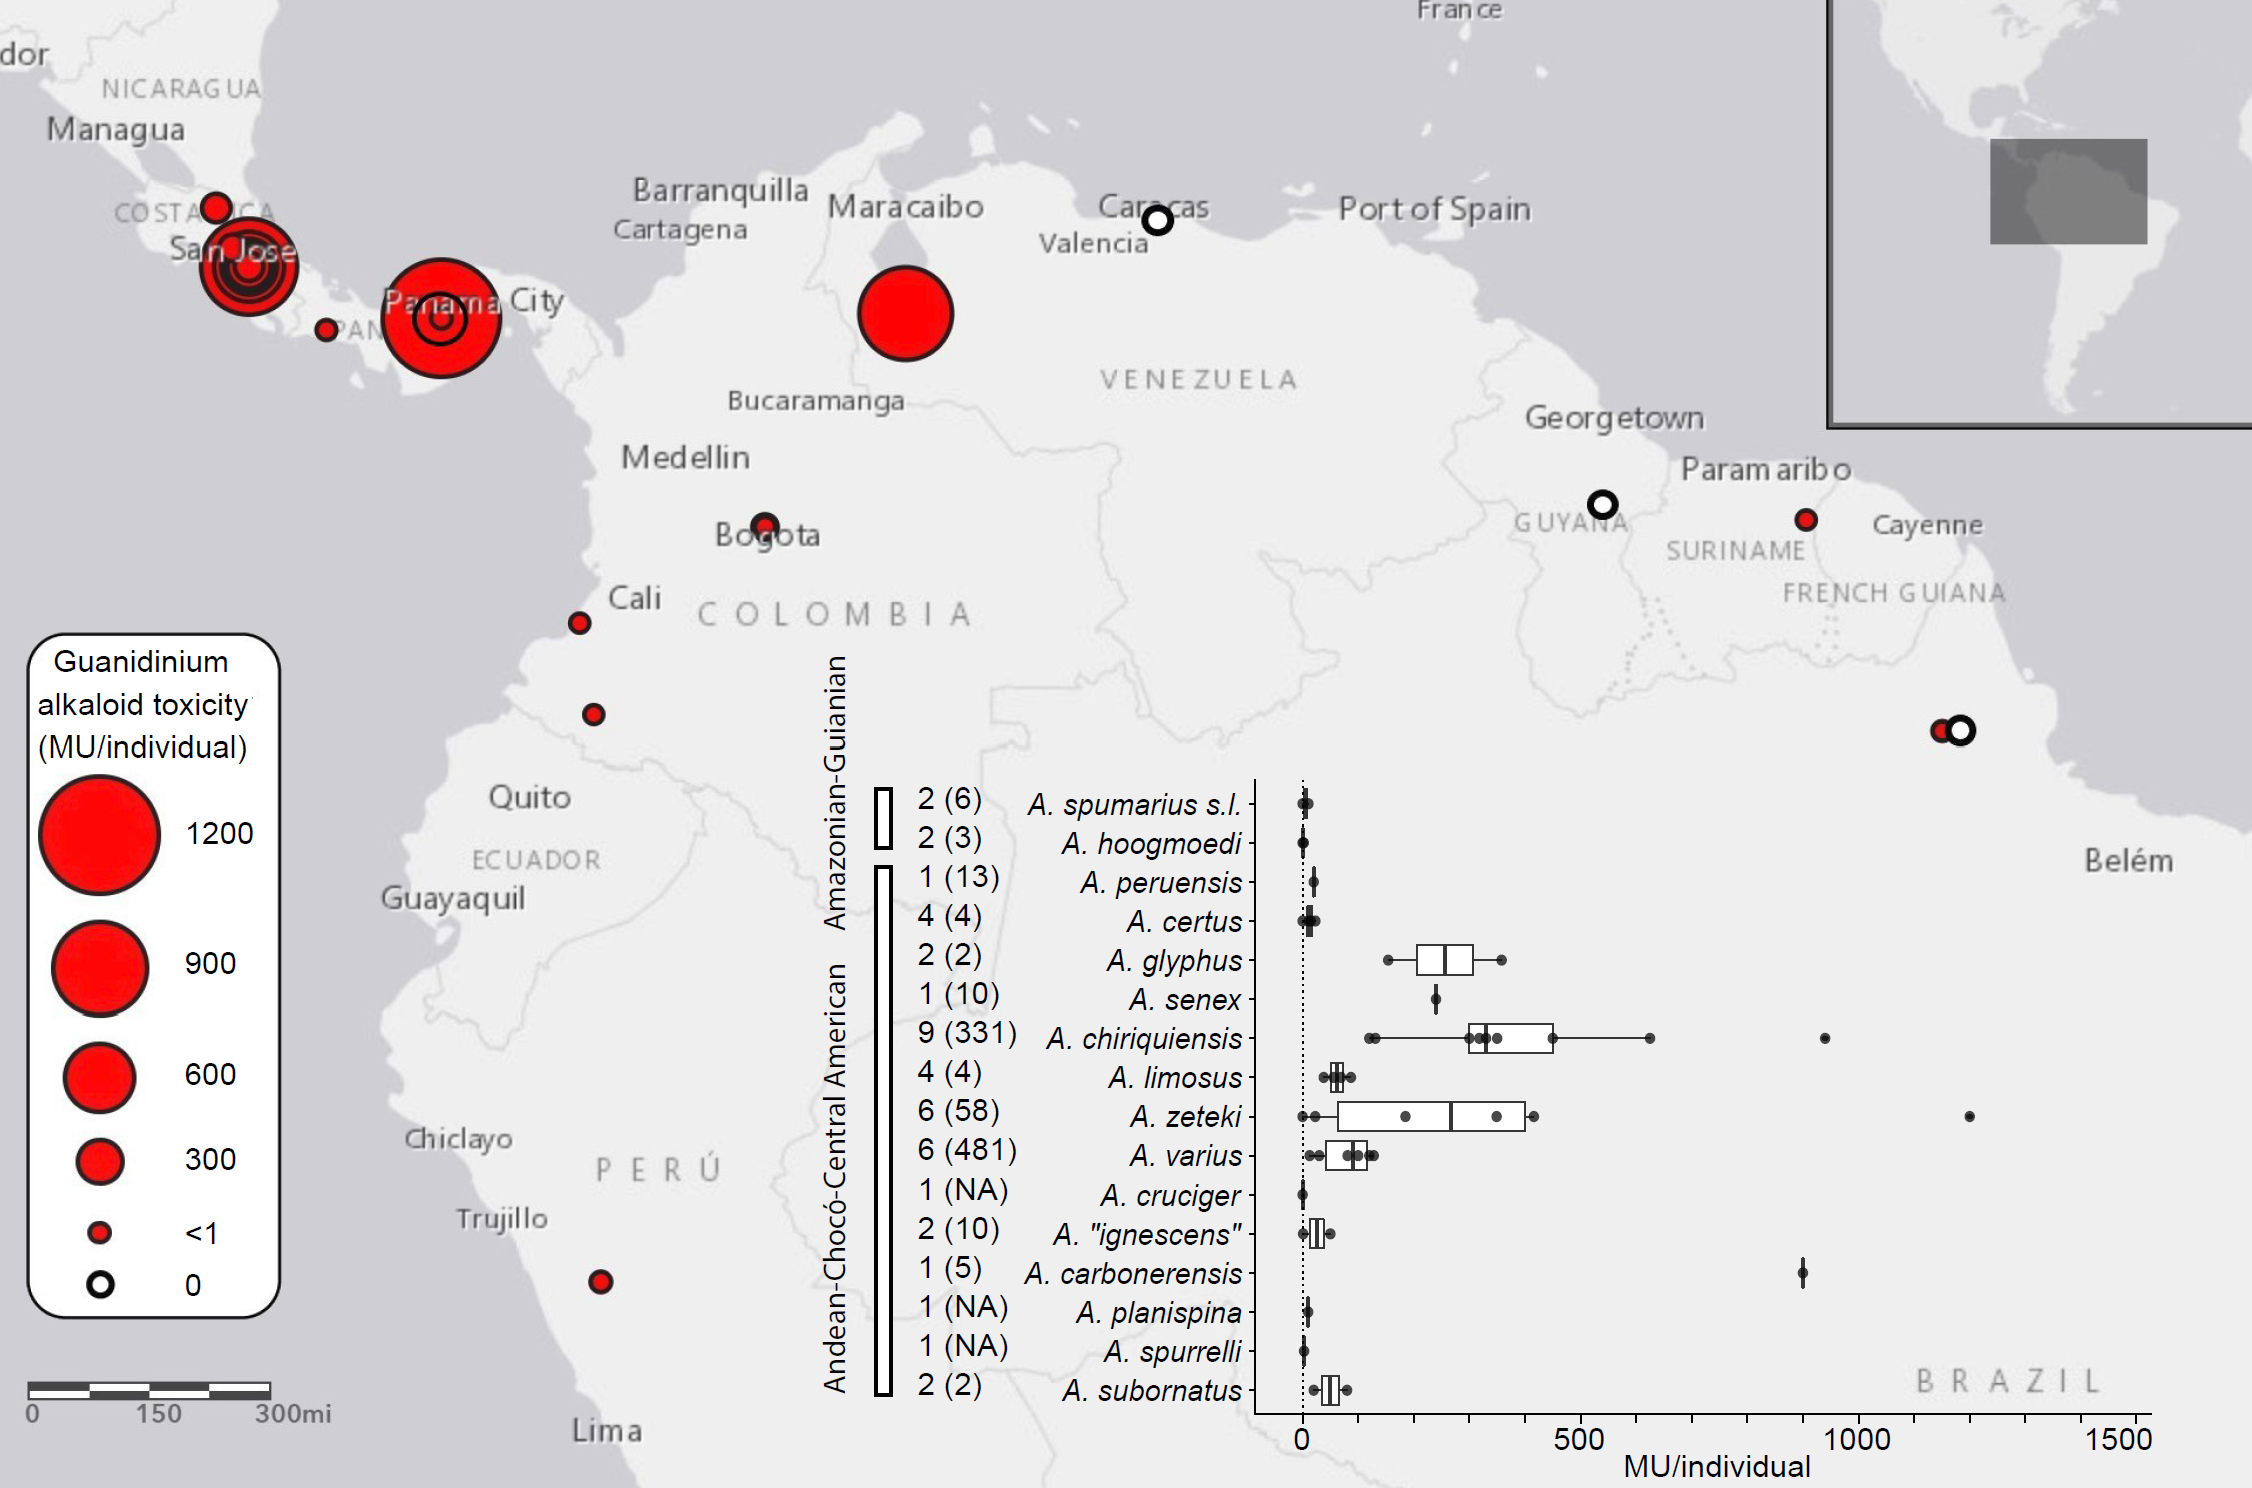 France
dor
NICARAGUA
Managua
COSTA RICA
San Jose
Panama City
PAN
Barranquilla
Cartagena
Maracaibo
Caracas
Valencia
Port of Spain
VENEZUELA
Bucaramanga
Medellin
Bogota
Cali
COLOMBIA
Georgetown
GUYANA
Paramaribo
SURINAME
Cayenne
FRENCH GUIANA
Quito
ECUADOR
Guayaquil
Chiclayo
PERÚ
Trujillo
Lima
Belém
BRAZIL
Guanidinium
alkaloid toxicity
(MU/individual)
1200
900
600
300
<1
0
0 150 300mi
Amazonian-Guianian
Andean-Chocó-Central American
2 (6) A. spumarius s.l.
2 (3) A. hoogmoedi
1 (13) A. peruensis
4 (4) A. certus
2 (2) A. glyphus
1 (10) A. senex
9 (331) A. chiriquiensis
4 (4) A. limosus
6 (58) A. zeteki
6 (481) A. varius
1 (NA) A. cruciger
2 (10) A. "ignescens"
1 (5) A. carbonerensis
1 (NA) A. planispina
1 (NA) A. spurrelli
2 (2) A. subornatus
0 500 1000 1500
MU/individual